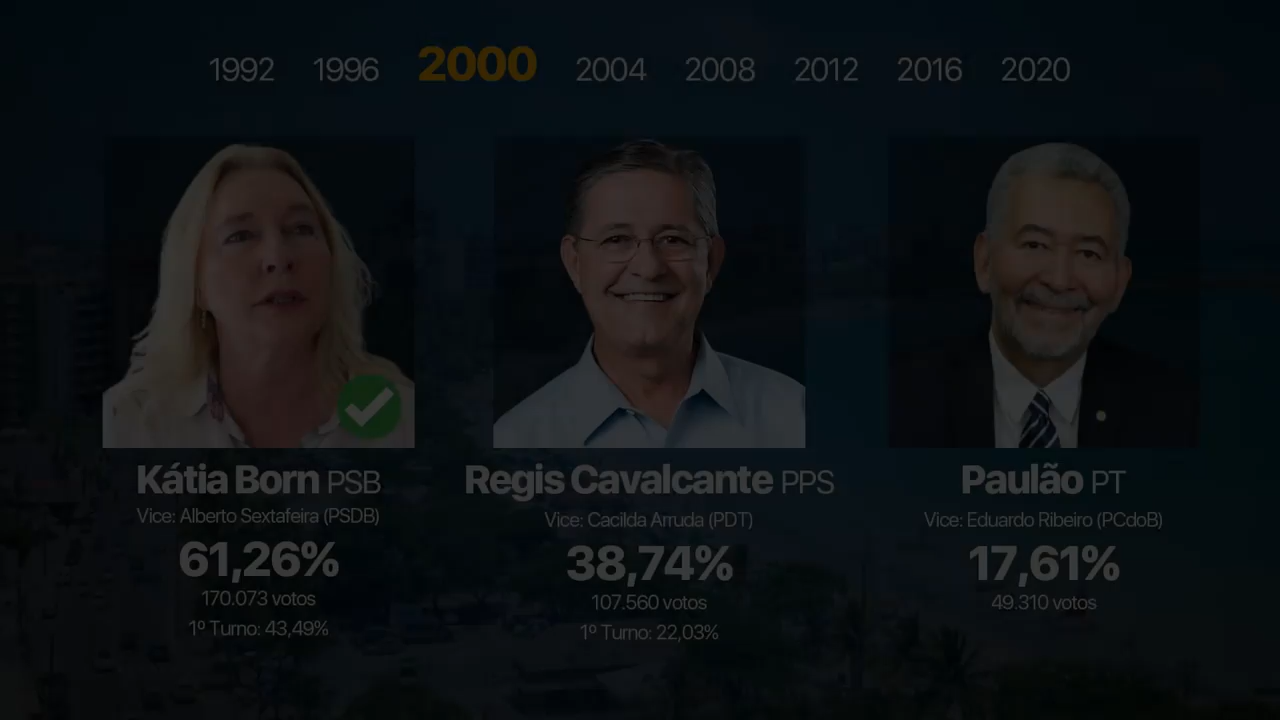 1992 1996 2000 2004 2008 2012 2016 2020
Kátia Born PSB
Vice: Alberto Sextafeira (PSDB)
61,26%
170.073 votos
1º Turno: 43,49%
Regis Cavalcante PPS
Vice: Cacilda Arruda (PDT)
38,74%
107.560 votos
1º Turno: 22,03%
Paulão PT
Vice: Eduardo Ribeiro (PCdoB)
17,61%
49.310 votos